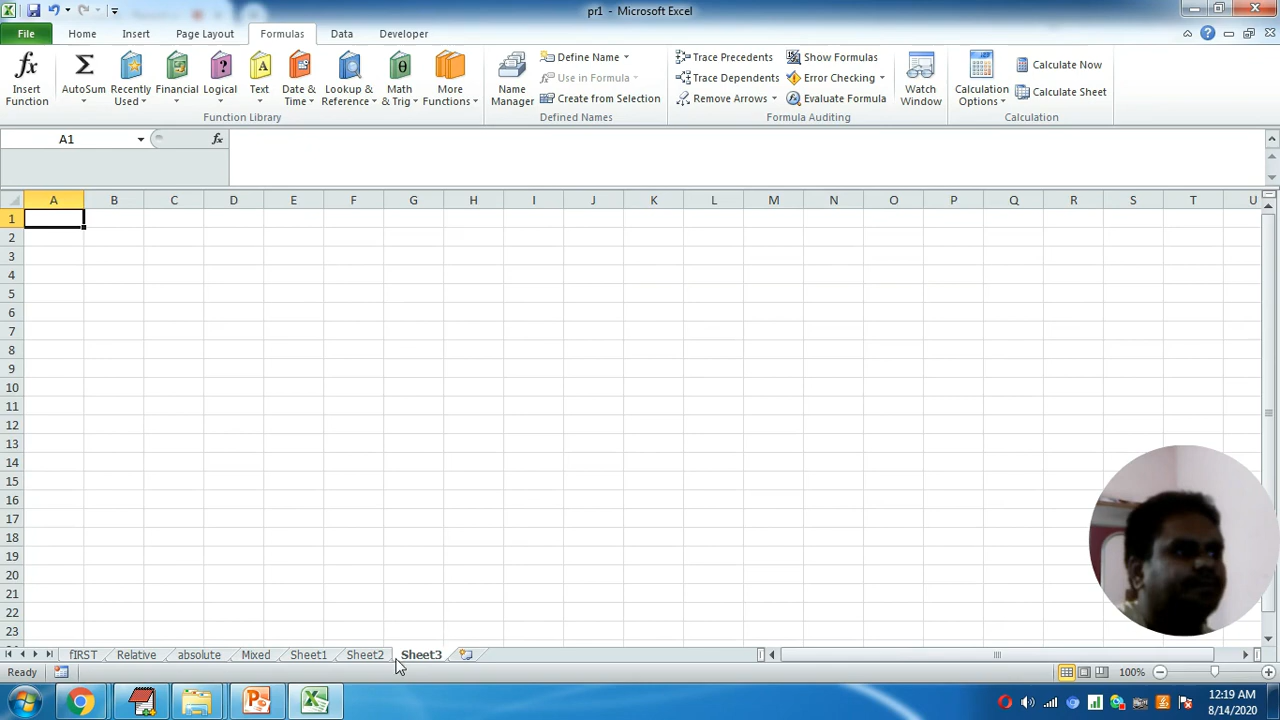 pr1 - Microsoft Excel
File Home Insert Page Layout Formulas Data Developer
Insert Function
AutoSum
Recently Used
Financial
Logical
Text
Date & Time
Lookup & Reference
Math & Trig
More Functions
Function Library
Name Manager
Define Name
Use in Formula
Create from Selection
Defined Names
Trace Precedents
Trace Dependents
Remove Arrows
Show Formulas
Error Checking
Evaluate Formula
Formula Auditing
Watch Window
Calculation Options
Calculate Now
Calculate Sheet
Calculation
A1 fx
A B C D E F G H I J K L M N O P Q R S T U
1
2
3
4
5
6
7
8
9
10
11
12
13
14
15
16
17
18
19
20
21
22
23
fIRST Relative absolute Mixed Sheet1 Sheet2 Sheet3
Ready 100%
12:19 AM
8/14/2020